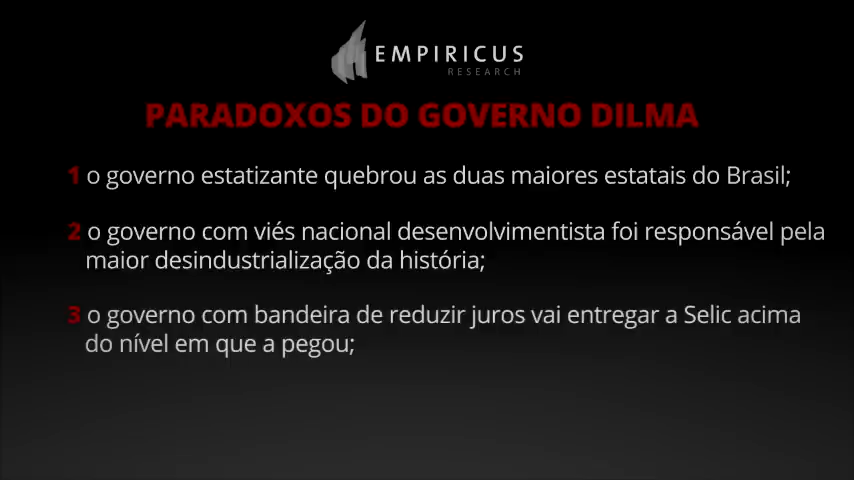 EMPIRICUS
RESEARCH
PARADOXOS DO GOVERNO DILMA
1 o governo estatizante quebrou as duas maiores estatais do Brasil;
2 o governo com viés nacional desenvolvimentista foi responsável pela
maior desindustrialização da história;
3 o governo com bandeira de reduzir juros vai entregar a Selic acima
do nível em que a pegou;